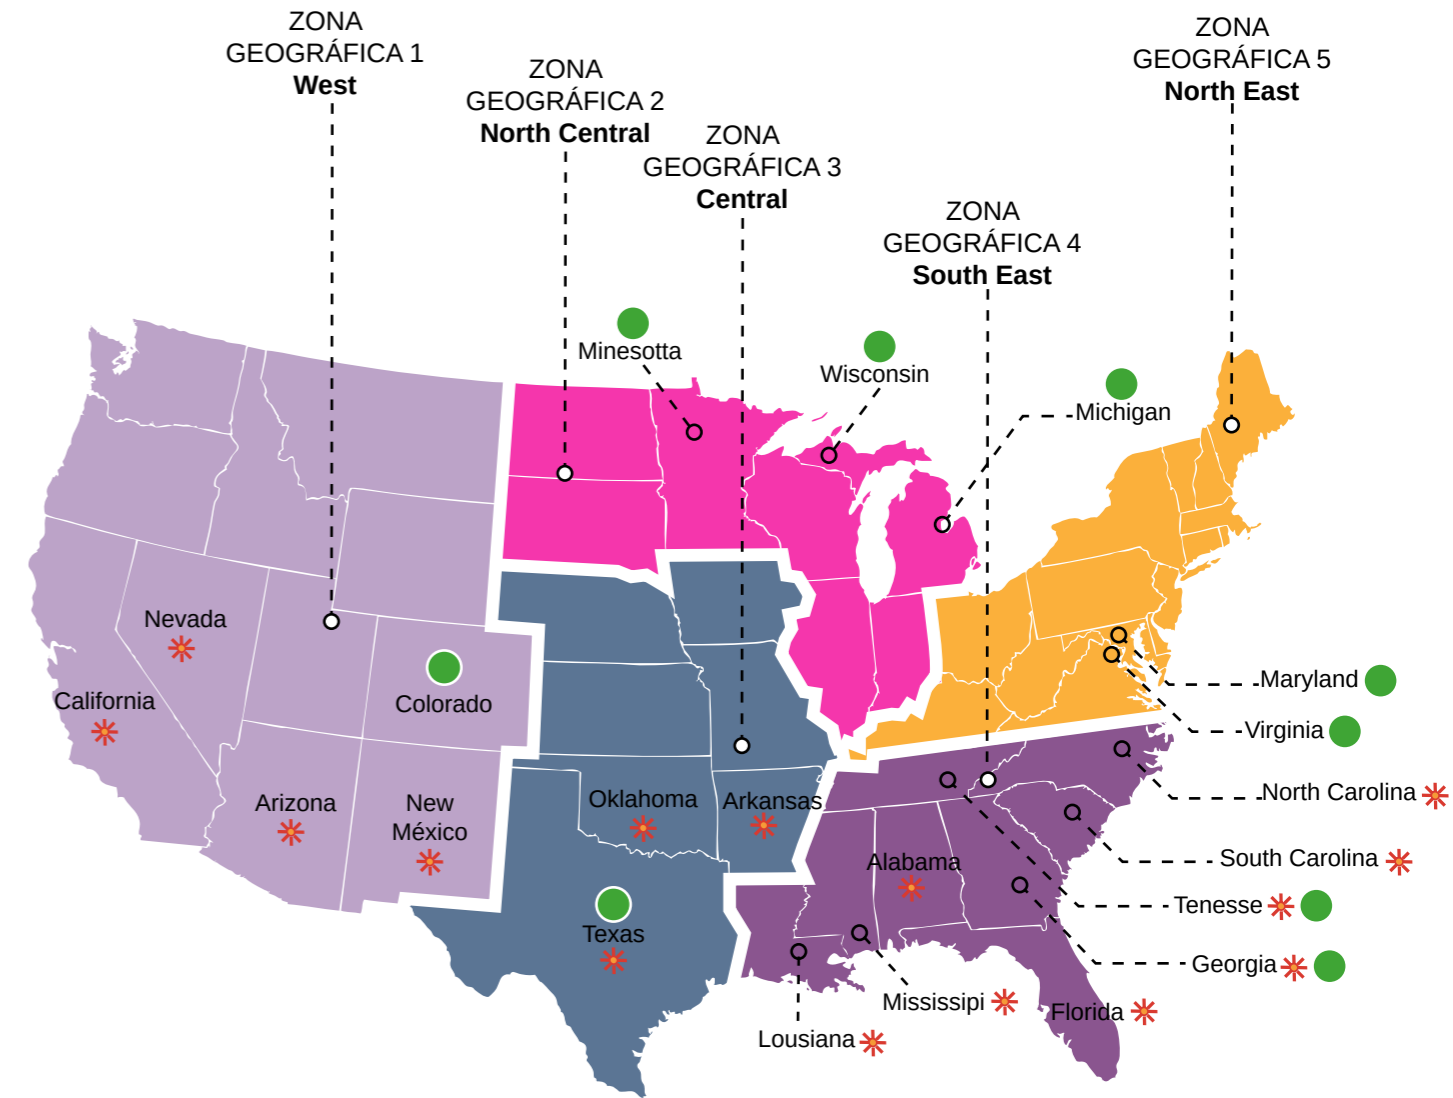 ZONA
GEOGRÁFICA 1
West
ZONA
GEOGRÁFICA 2
North Central
ZONA
GEOGRÁFICA 3
Central
ZONA
GEOGRÁFICA 4
South East
ZONA
GEOGRÁFICA 5
North East
Minesotta
Wisconsin
Michigan
Nevada
California
Colorado
Arizona
New
México
Oklahoma
Arkansas
Texas
Alabama
Maryland
Virginia
North Carolina
South Carolina
Tenesse
Georgia
Mississipi
Florida
Lousiana